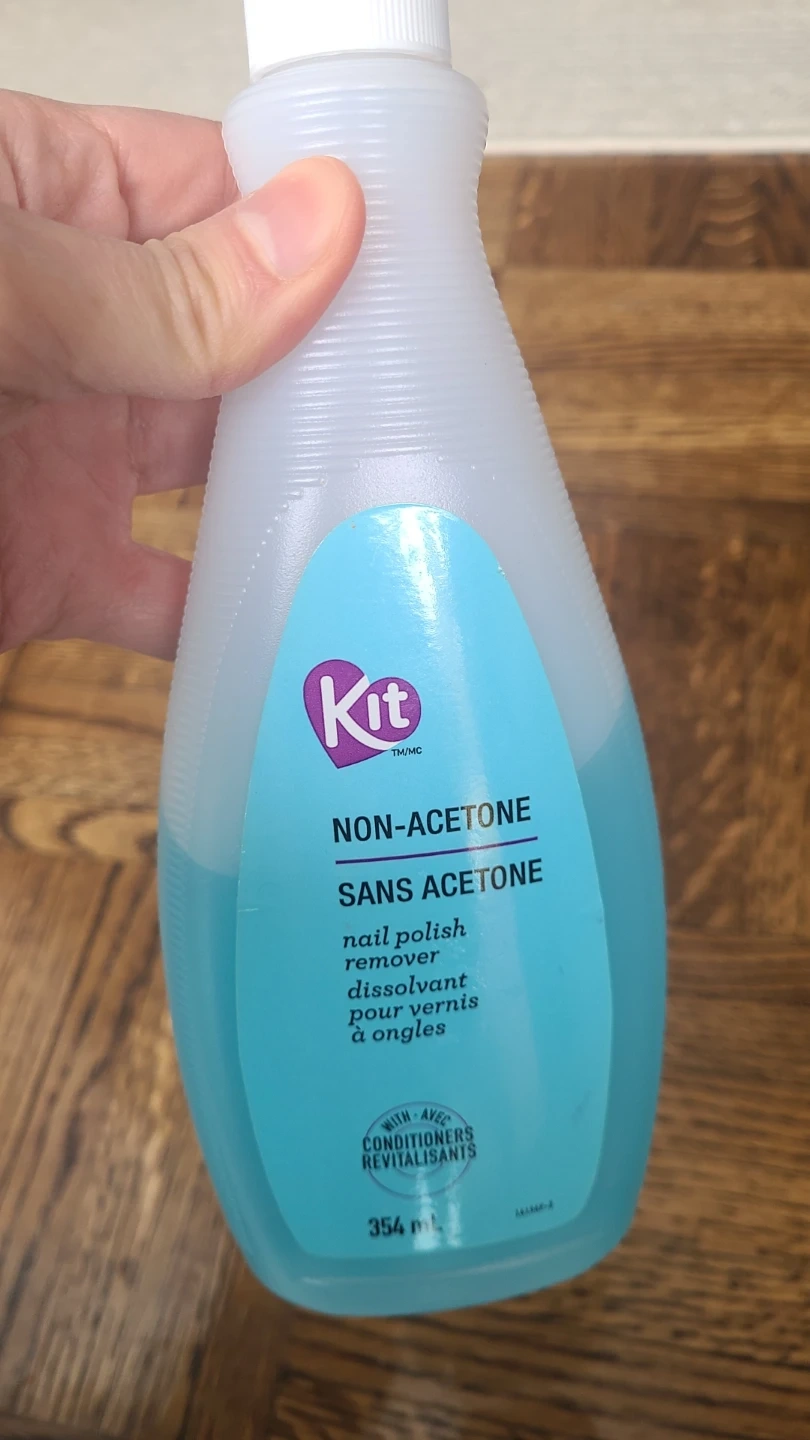 Kit
TM/MC
NON-ACETONE
SANS ACETONE
nail polish
remover
dissolvant
pour vernis
à ongles
WITH · AVEC
CONDITIONERS
REVITALISANTS
354 mL